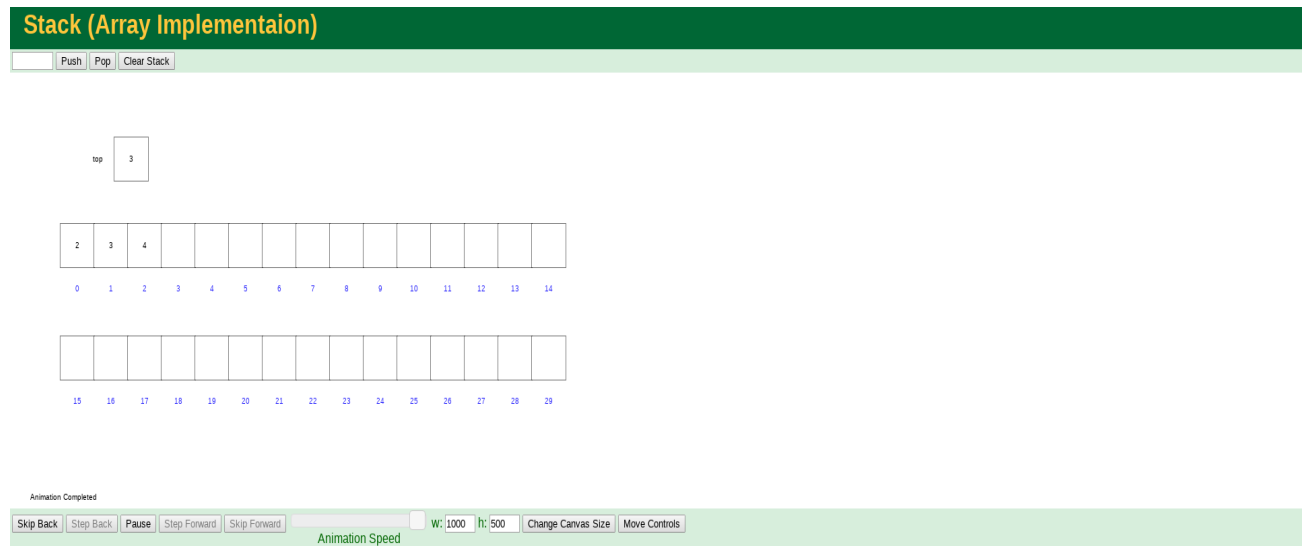 Stack (Array Implementaion)
Push Pop Clear Stack
top 3
2 3 4
0 1 2 3 4 5 6 7 8 9 10 11 12 13 14
15 16 17 18 19 20 21 22 23 24 25 26 27 28 29
Animation Completed
Skip Back Step Back Pause Step Forward Skip Forward w: 1000 h: 500 Change Canvas Size Move Controls
Animation Speed